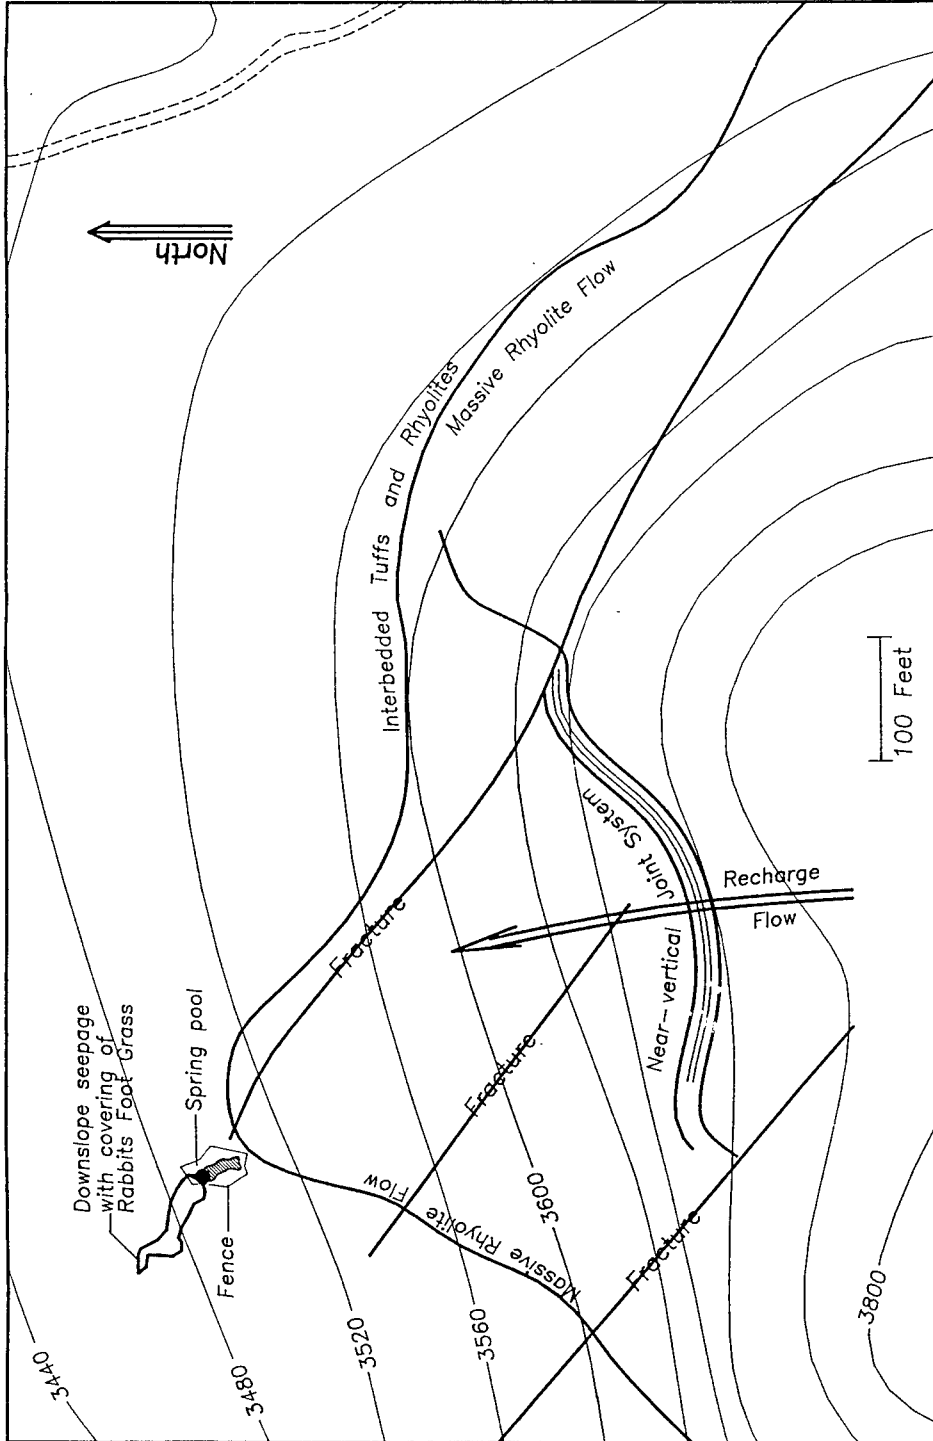 Downslope seepage
with covering of
Rabbits Foot Grass
Spring pool
Fence
North
Interbedded Tuffs and Rhyolites
Massive Rhyolite Flow
Fracture
Fracture
Fracture
Massive Rhyolite Flow
Near-vertical Joint System
Recharge
Flow
100 Feet
3440
3480
3520
3560
3600
3800